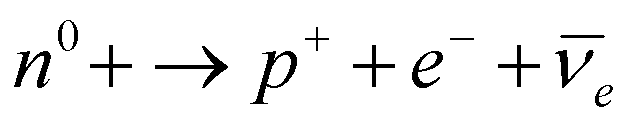 n⁰+ → p⁺ + e⁻ + ν̅ₑ